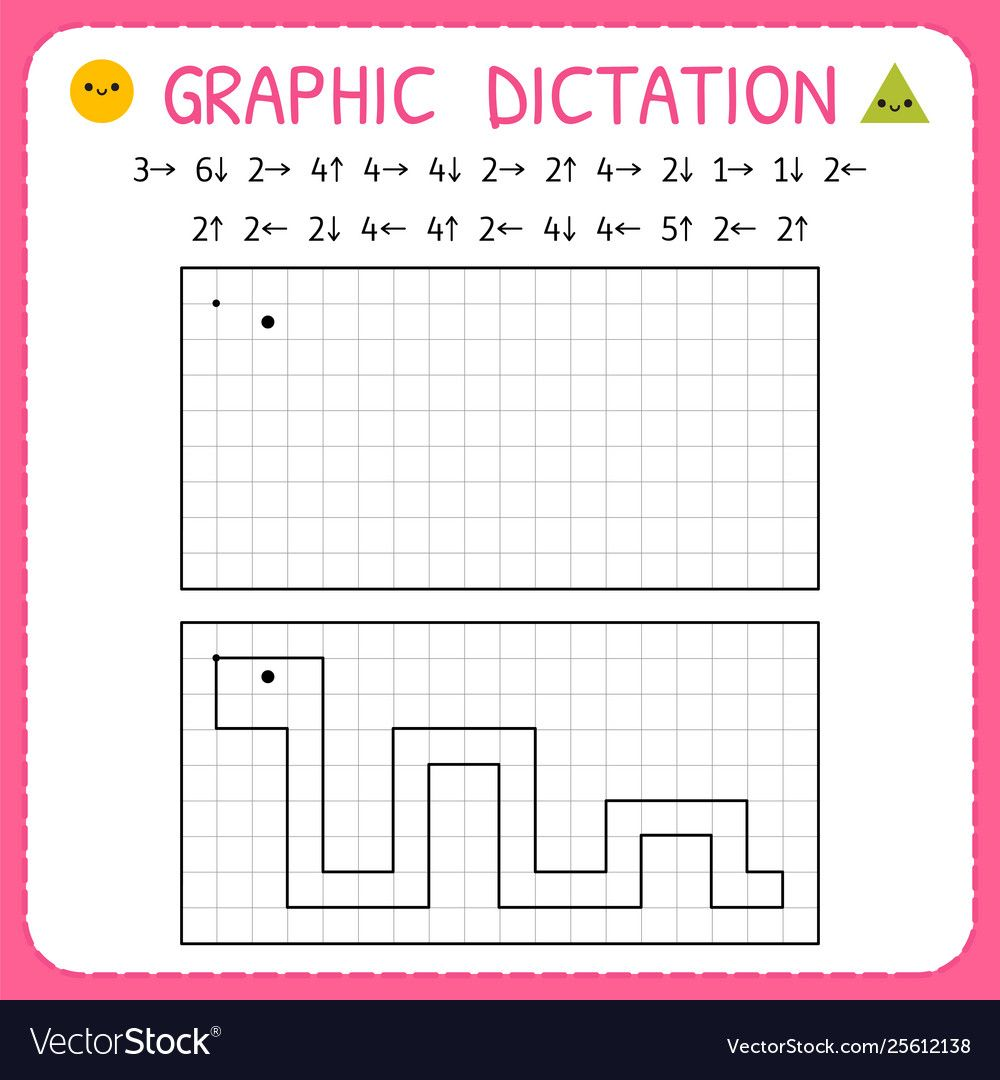 GRAPHIC DICTATION
3→ 6↓ 2→ 4↑ 4→ 4↓ 2→ 2↑ 4→ 2↓ 1→ 1↓ 2←
2↑ 2← 2↓ 4← 4↑ 2← 4↓ 4← 5↑ 2← 2↑
VectorStock® VectorStock.com/25612138